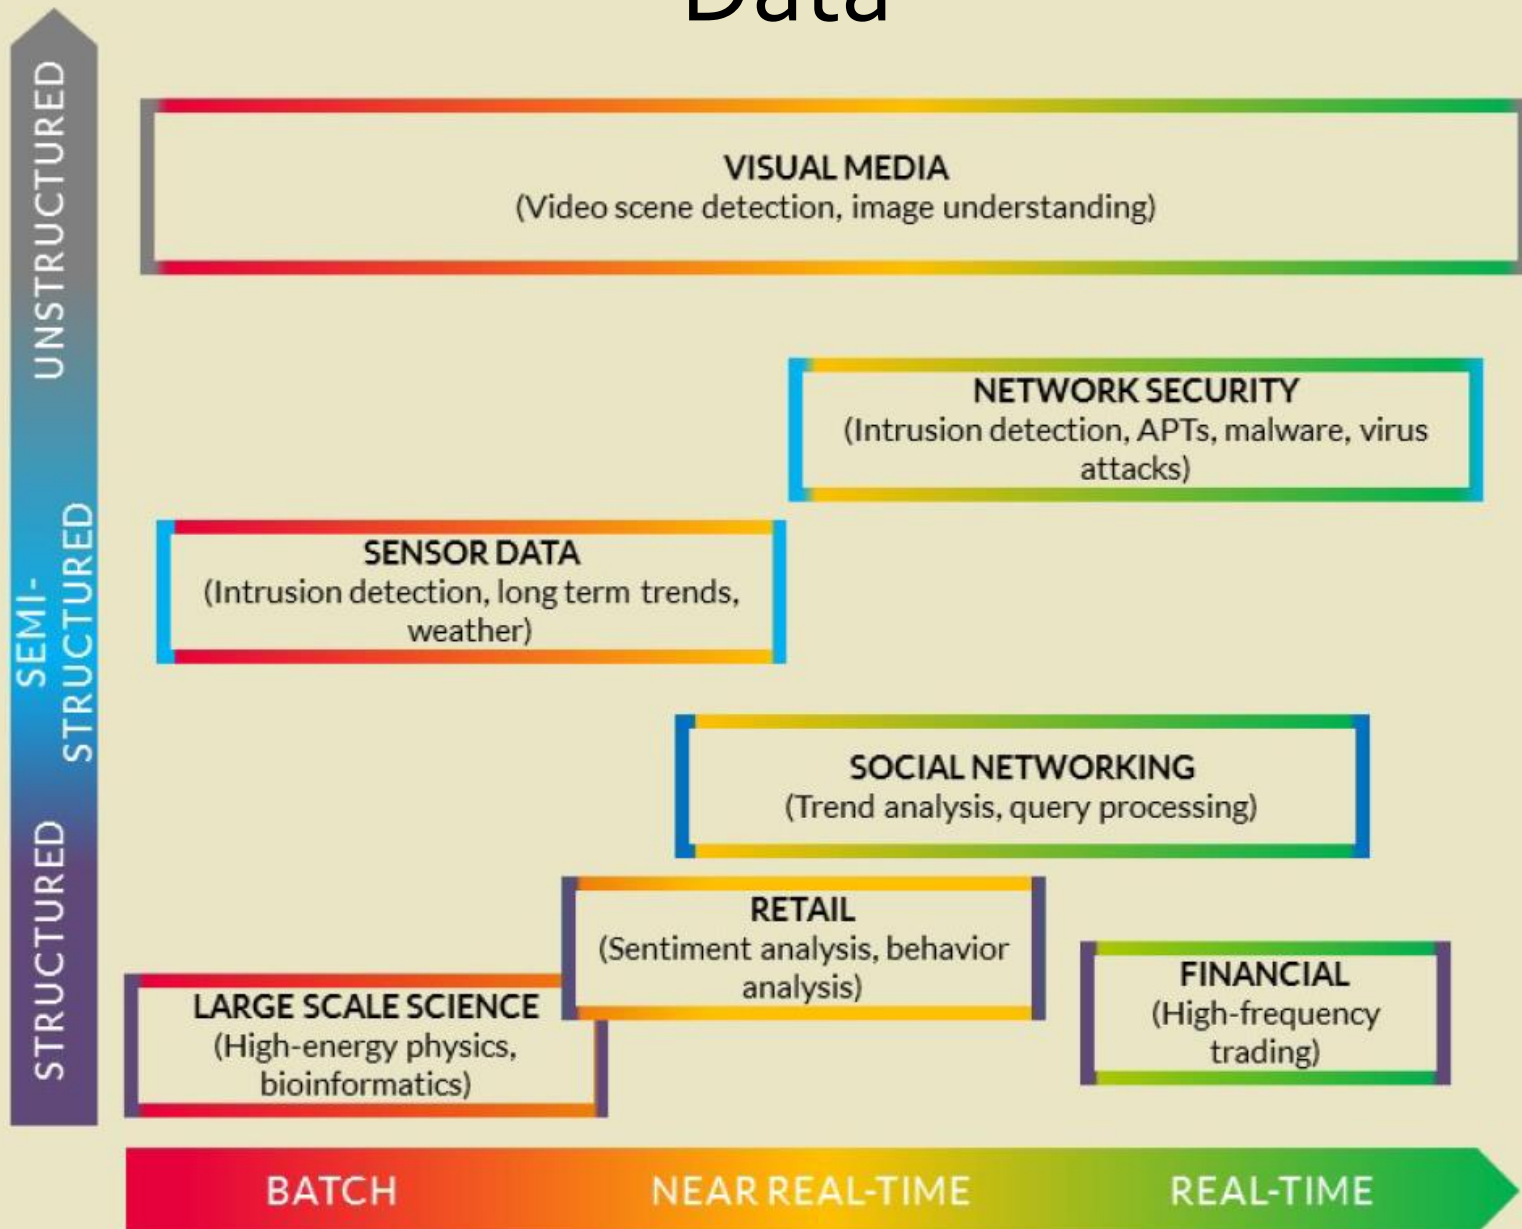 Data
UNSTRUCTURED
SEMI-
STRUCTURED
STRUCTURED
VISUAL MEDIA
(Video scene detection, image understanding)
NETWORK SECURITY
(Intrusion detection, APTs, malware, virus
attacks)
SENSOR DATA
(Intrusion detection, long term trends,
weather)
SOCIAL NETWORKING
(Trend analysis, query processing)
RETAIL
(Sentiment analysis, behavior
analysis)
FINANCIAL
(High-frequency
trading)
LARGE SCALE SCIENCE
(High-energy physics,
bioinformatics)
BATCH
NEAR REAL-TIME
REAL-TIME